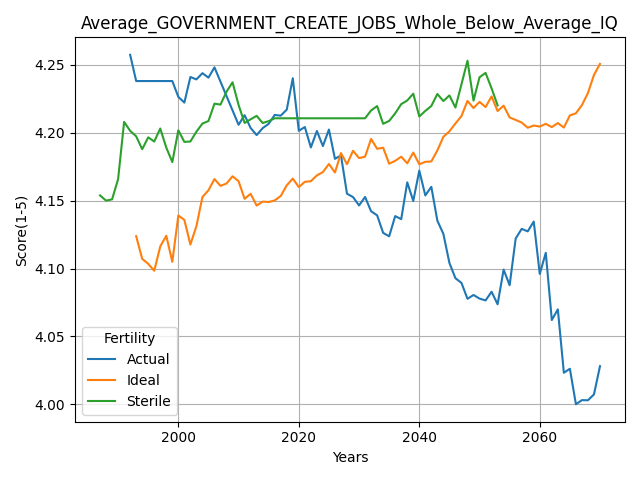 Average_GOVERNMENT_CREATE_JOBS_Whole_Below_Average_IQ
4.25
4.20
4.15
4.10
4.05
4.00
Score(1-5)
Fertility
Actual
Ideal
Sterile
2000
2020
2040
2060
Years